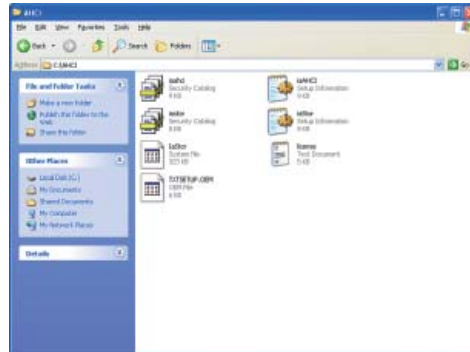 AHCI
File Edit View Favorites Tools Help
Back Search Folders
Address C:\AHCI Go
File and Folder Tasks
Make a new folder
Publish this folder to the
Web
Share this folder
Other Places
Local Disk (C:)
My Documents
Shared Documents
My Computer
My Network Places
Details
iaahci
Security Catalog
iaAHCI
Setup Information
iastor
Security Catalog
iaStor
Setup Information
IaStor
System File
license
Text Document
TXTSETUP.OEM
OEM File